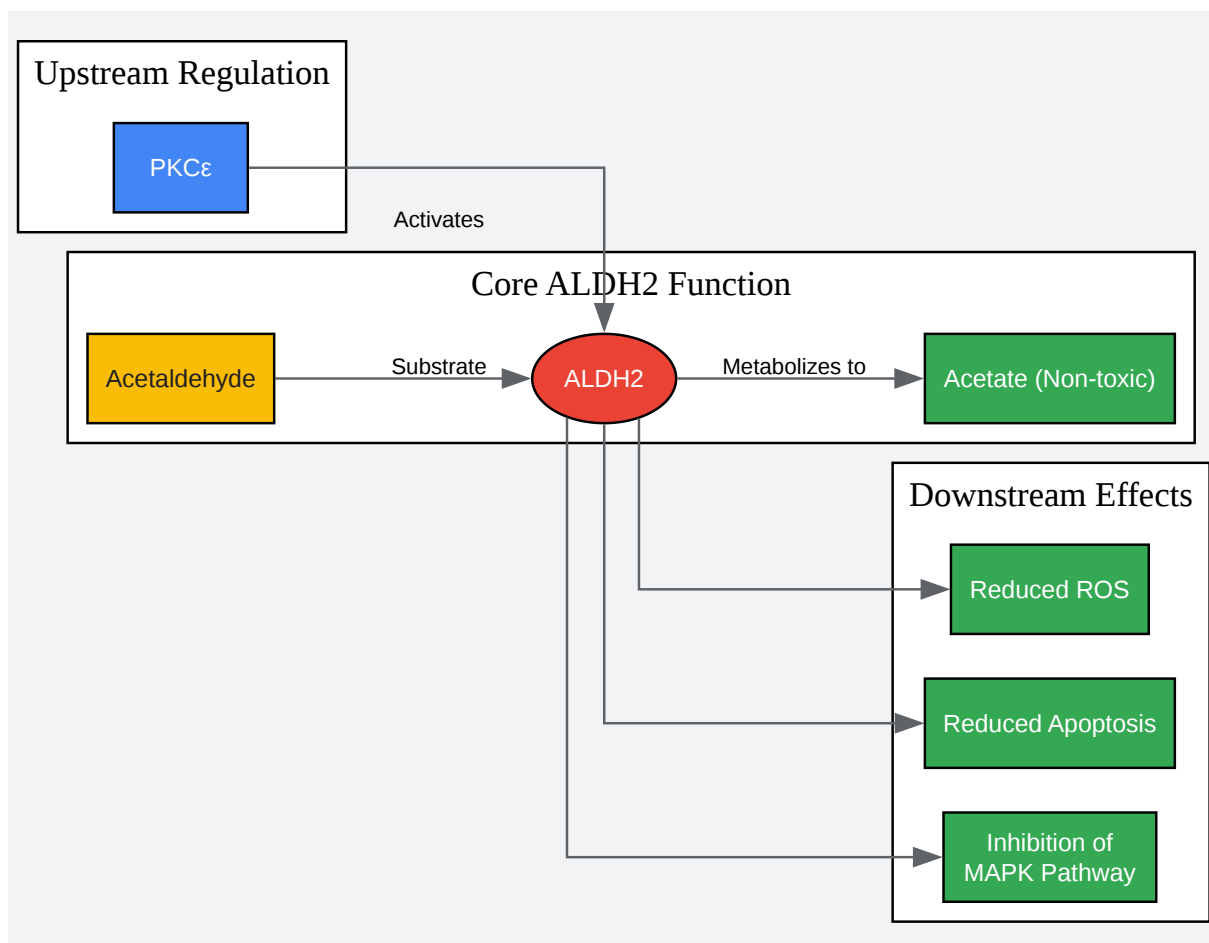 Upstream Regulation
PKCε
Activates
Core ALDH2 Function
Acetaldehyde
Substrate
ALDH2
Metabolizes to
Acetate (Non-toxic)
Downstream Effects
Reduced ROS
Reduced Apoptosis
Inhibition of
MAPK Pathway